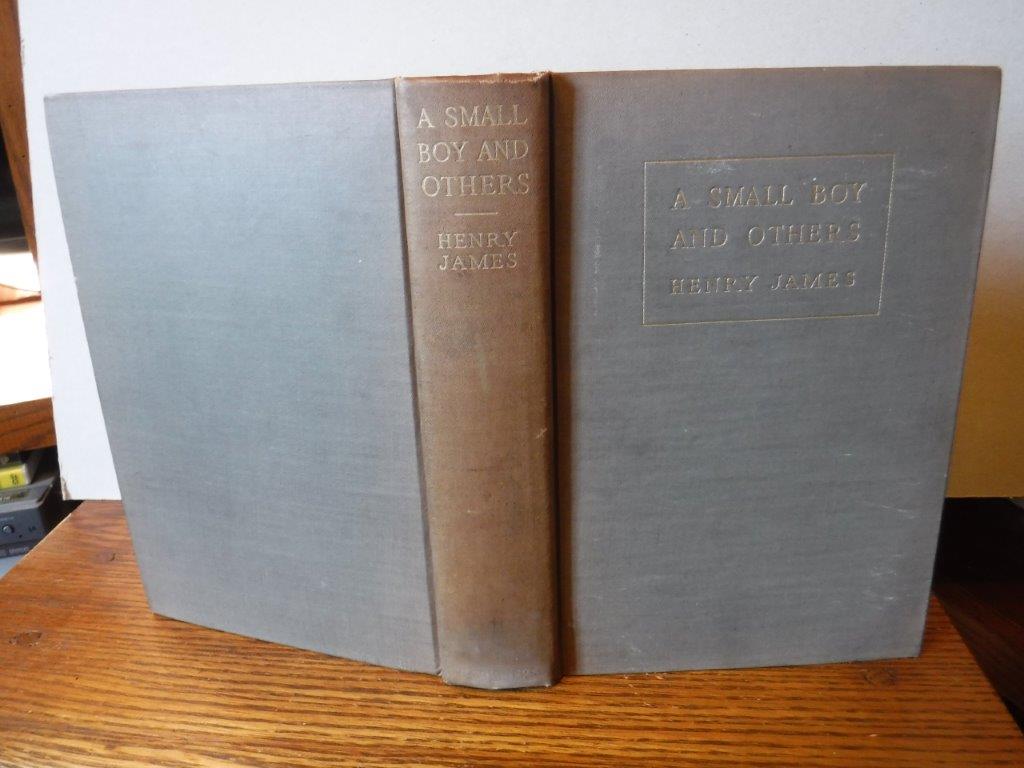 A SMALL
BOY AND
OTHERS
HENRY
JAMES
A SMALL BOY
AND OTHERS
HENRY JAMES